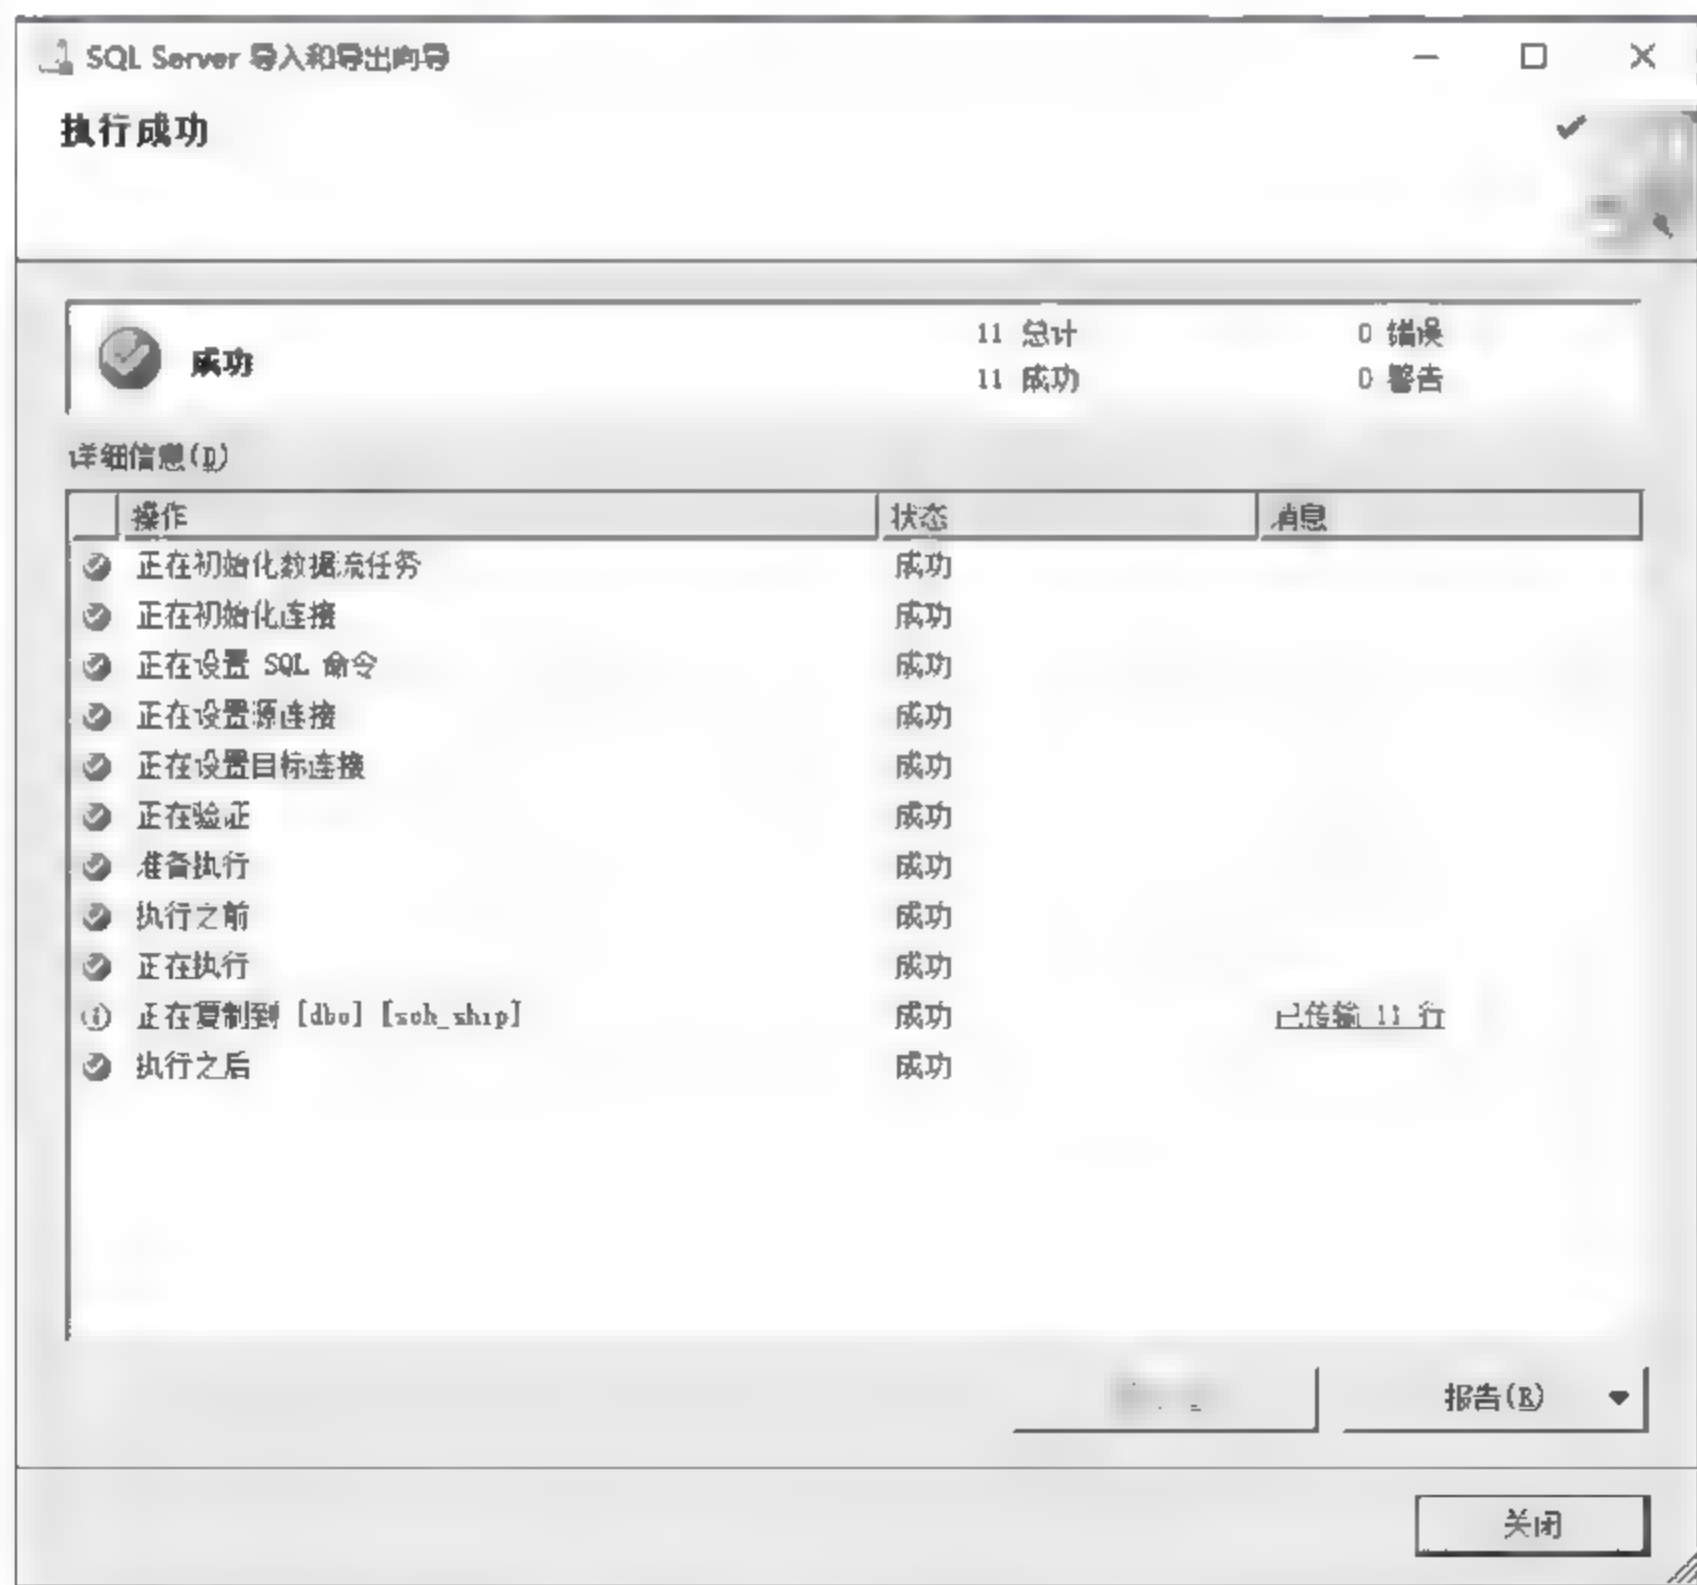 SQL Server 导入和导出向导
执行成功
成功
11 总计
0 错误
11 成功
0 警告
详细信息(D)
操作 状态 消息
正在初始化数据流任务 成功
正在初始化连接 成功
正在设置 SQL 命令 成功
正在设置源连接 成功
正在设置目标连接 成功
正在验证 成功
准备执行 成功
执行之前 成功
正在执行 成功
正在复制到 [dbo] 成功 已传输 11 行
执行之后 成功
报告(R)
关闭